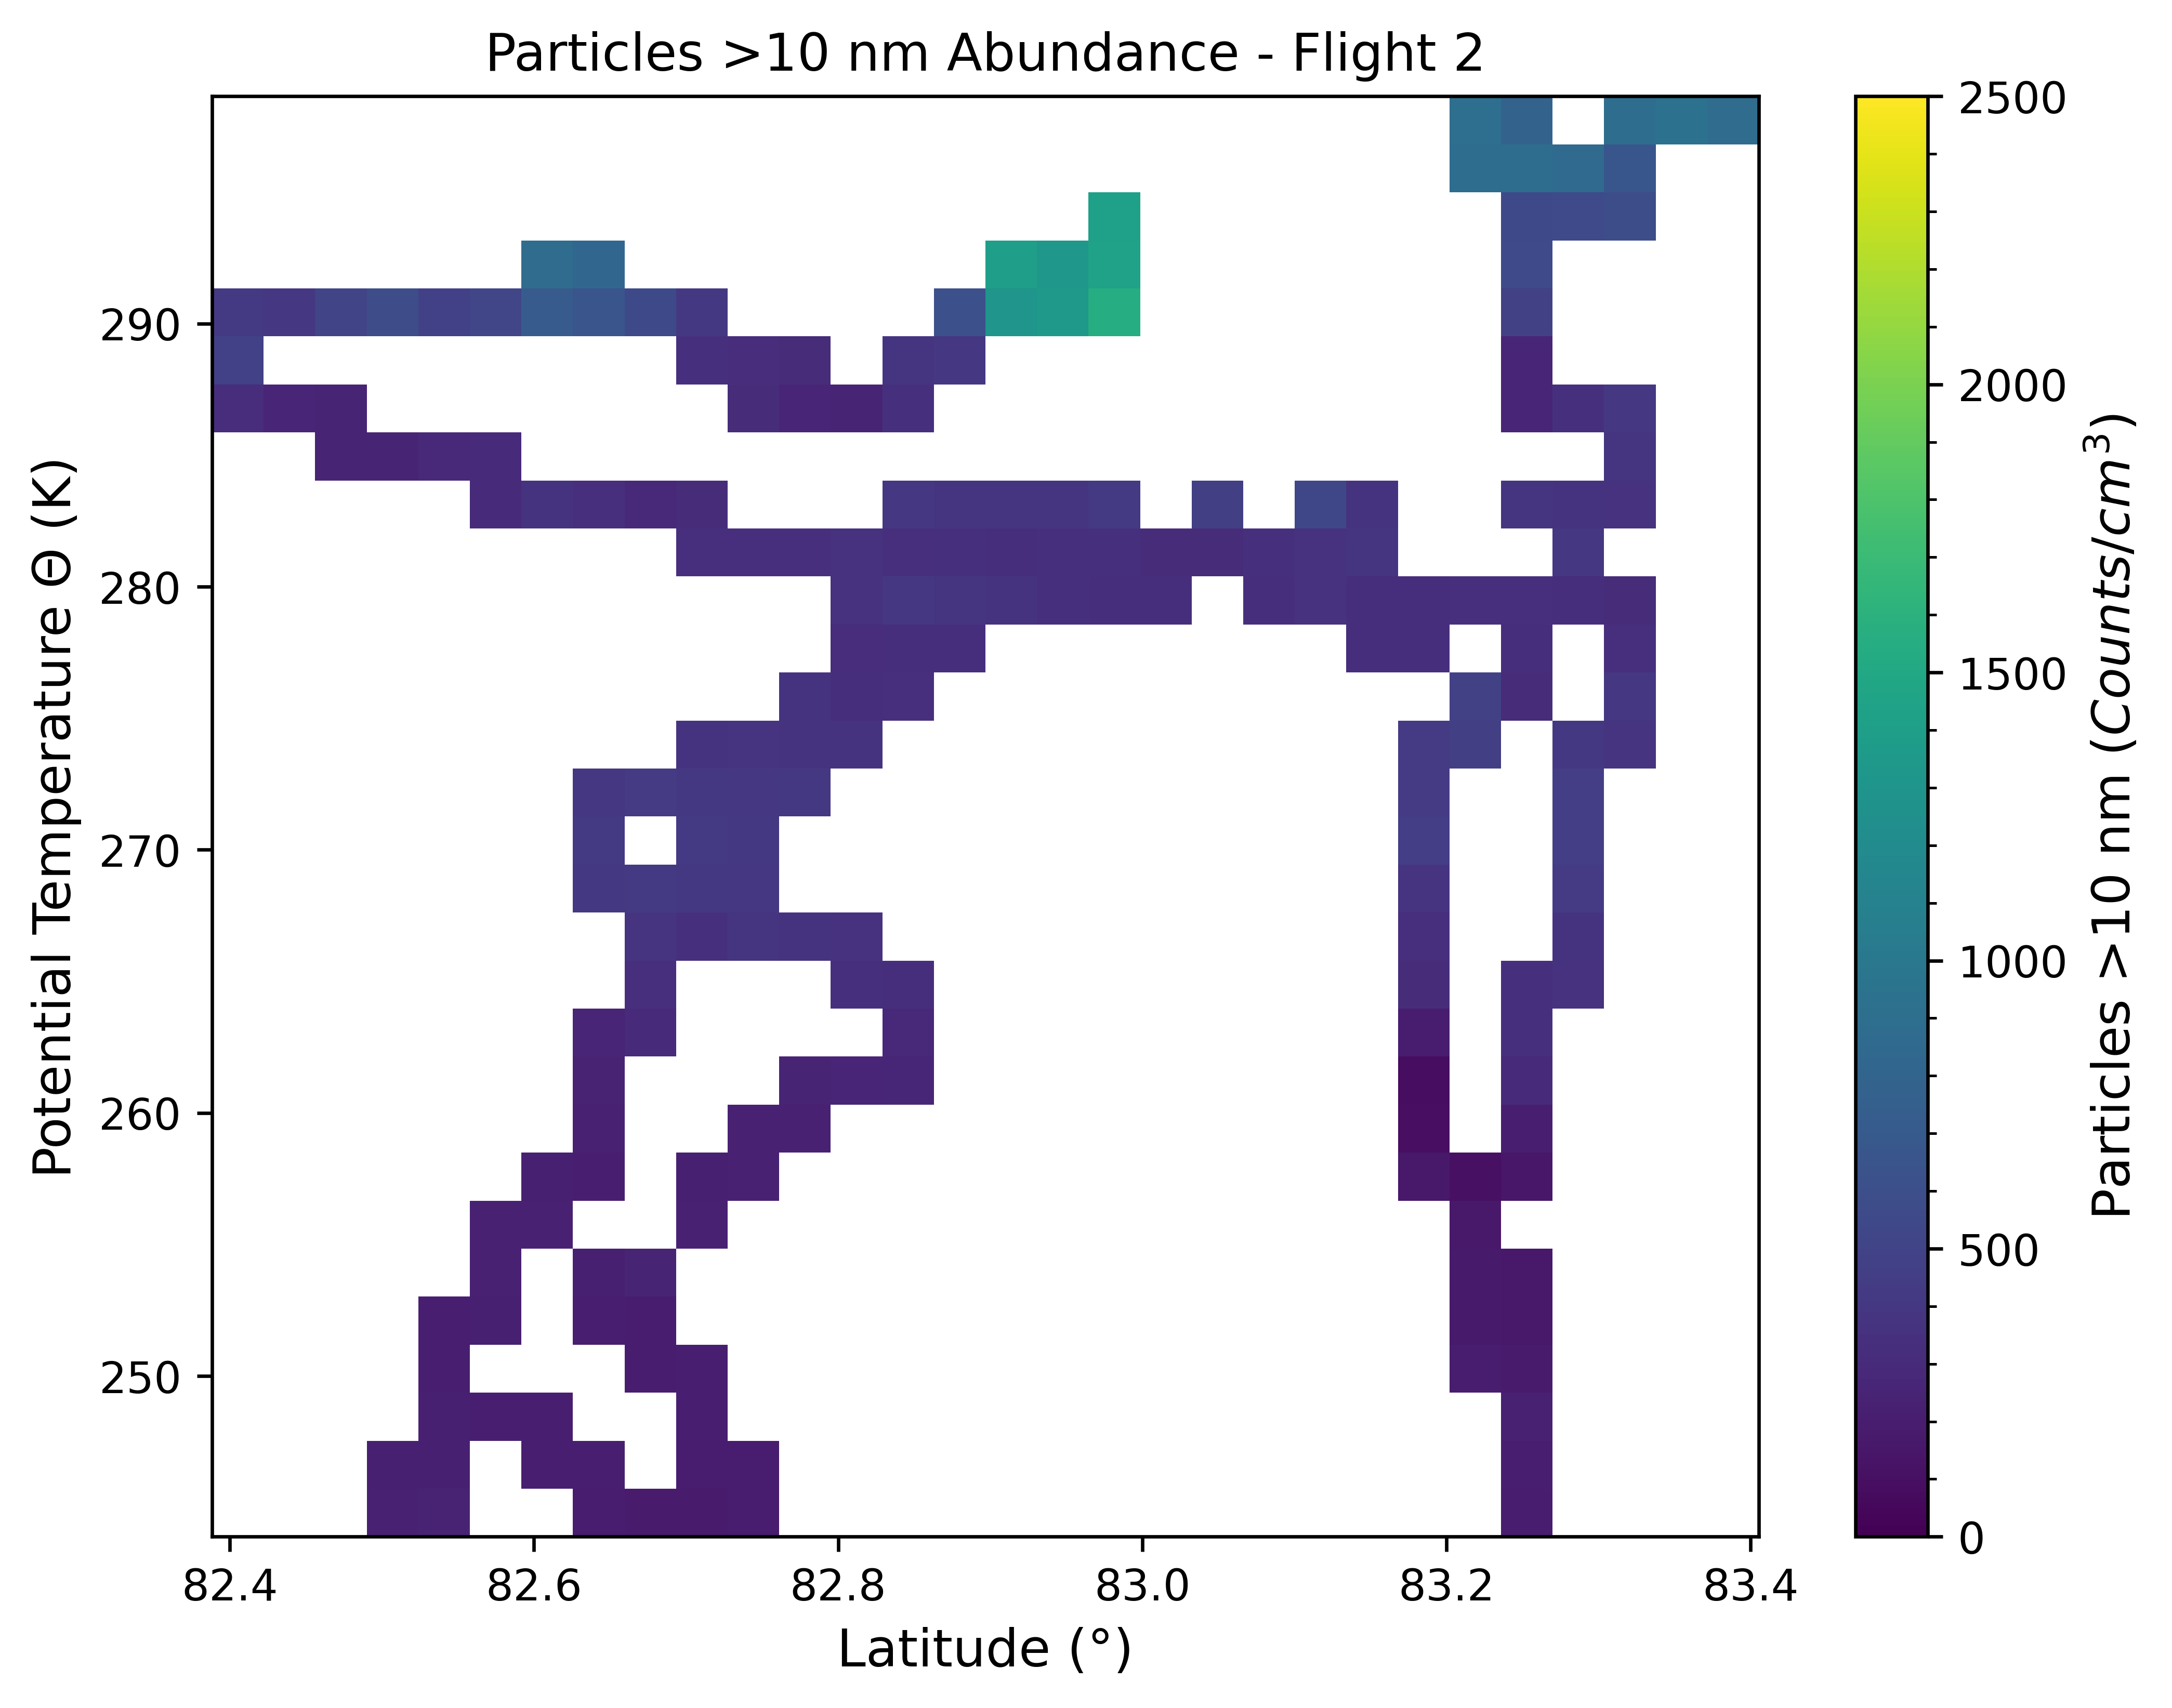 Particles >10 nm Abundance - Flight 2
Potential Temperature Θ (K)
290
280
270
260
250
82.4 82.6 82.8 83.0 83.2 83.4
Latitude (°)
2500
2000
1500
1000
500
0
Particles >10 nm (Counts/cm³)